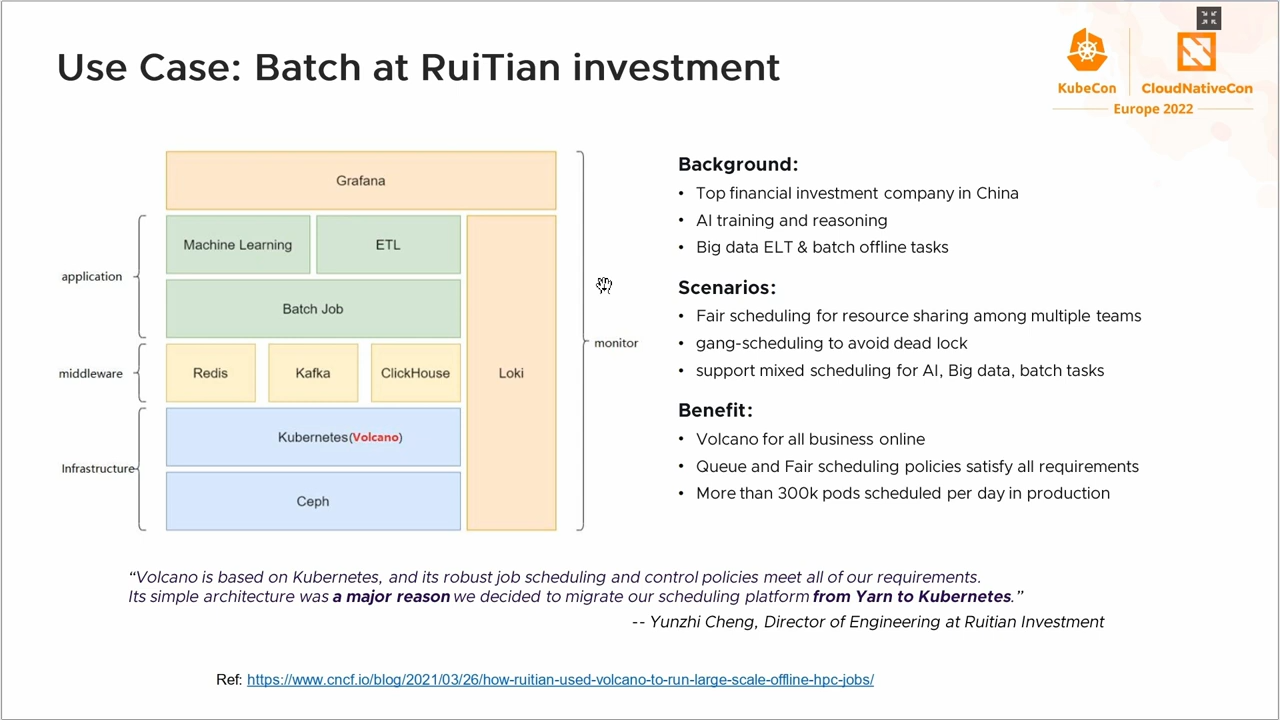 Use Case: Batch at RuiTian investment
KubeCon
CloudNativeCon
Europe 2022
Grafana
Machine Learning
ETL
application
Batch Job
middleware
Redis
Kafka
ClickHouse
Loki
monitor
Kubernetes(Volcano)
Infrastructure
Ceph
Background:
• Top financial investment company in China
• AI training and reasoning
• Big data ELT & batch offline tasks
Scenarios:
• Fair scheduling for resource sharing among multiple teams
• gang-scheduling to avoid dead lock
• support mixed scheduling for AI, Big data, batch tasks
Benefit:
• Volcano for all business online
• Queue and Fair scheduling policies satisfy all requirements
• More than 300k pods scheduled per day in production
“Volcano is based on Kubernetes, and its robust job scheduling and control policies meet all of our requirements.
Its simple architecture was a major reason we decided to migrate our scheduling platform from Yarn to Kubernetes.”
-- Yunzhi Cheng, Director of Engineering at Ruitian Investment
Ref: https://www.cncf.io/blog/2021/03/26/how-ruitian-used-volcano-to-run-large-scale-offline-hpc-jobs/